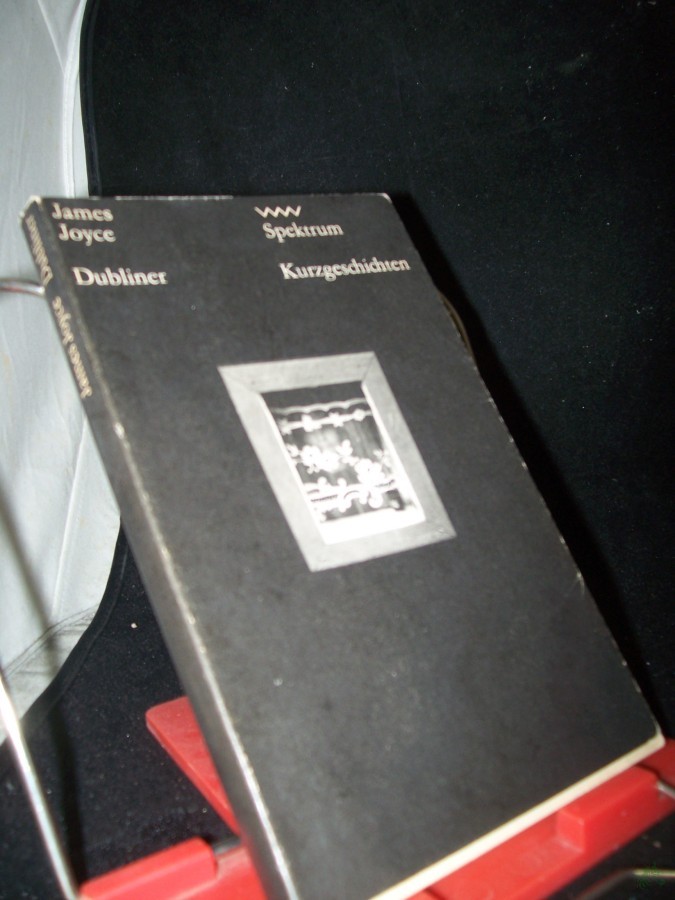 James
Joyce
Spektrum
Dubliner
Kurzgeschichten
Dubliner
James Joyce